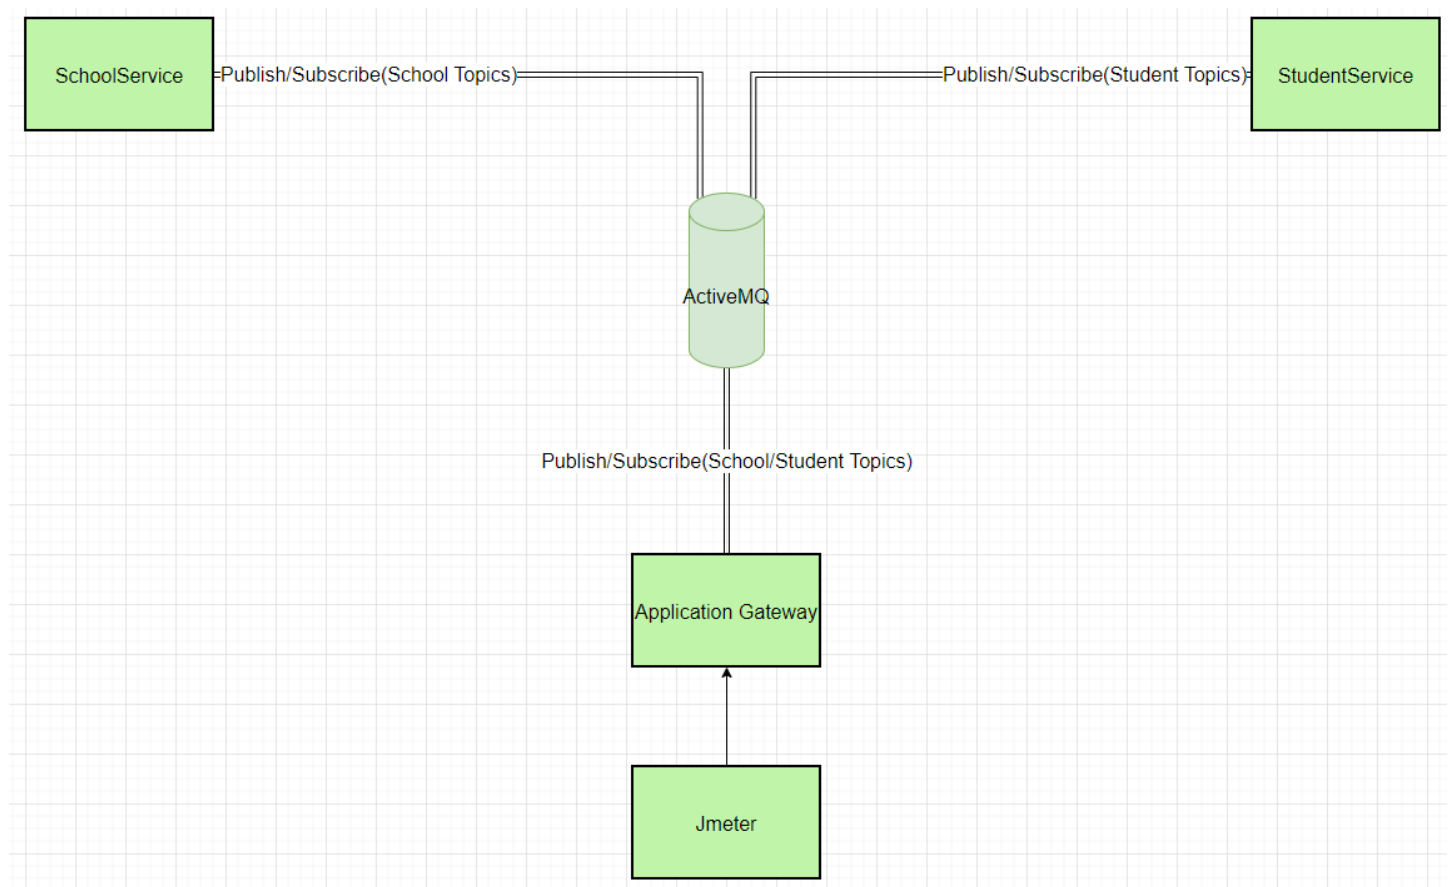 SchoolService
Publish/Subscribe(School Topics)
Publish/Subscribe(Student Topics)
StudentService
ActiveMQ
Publish/Subscribe(School/Student Topics)
Application Gateway
Jmeter